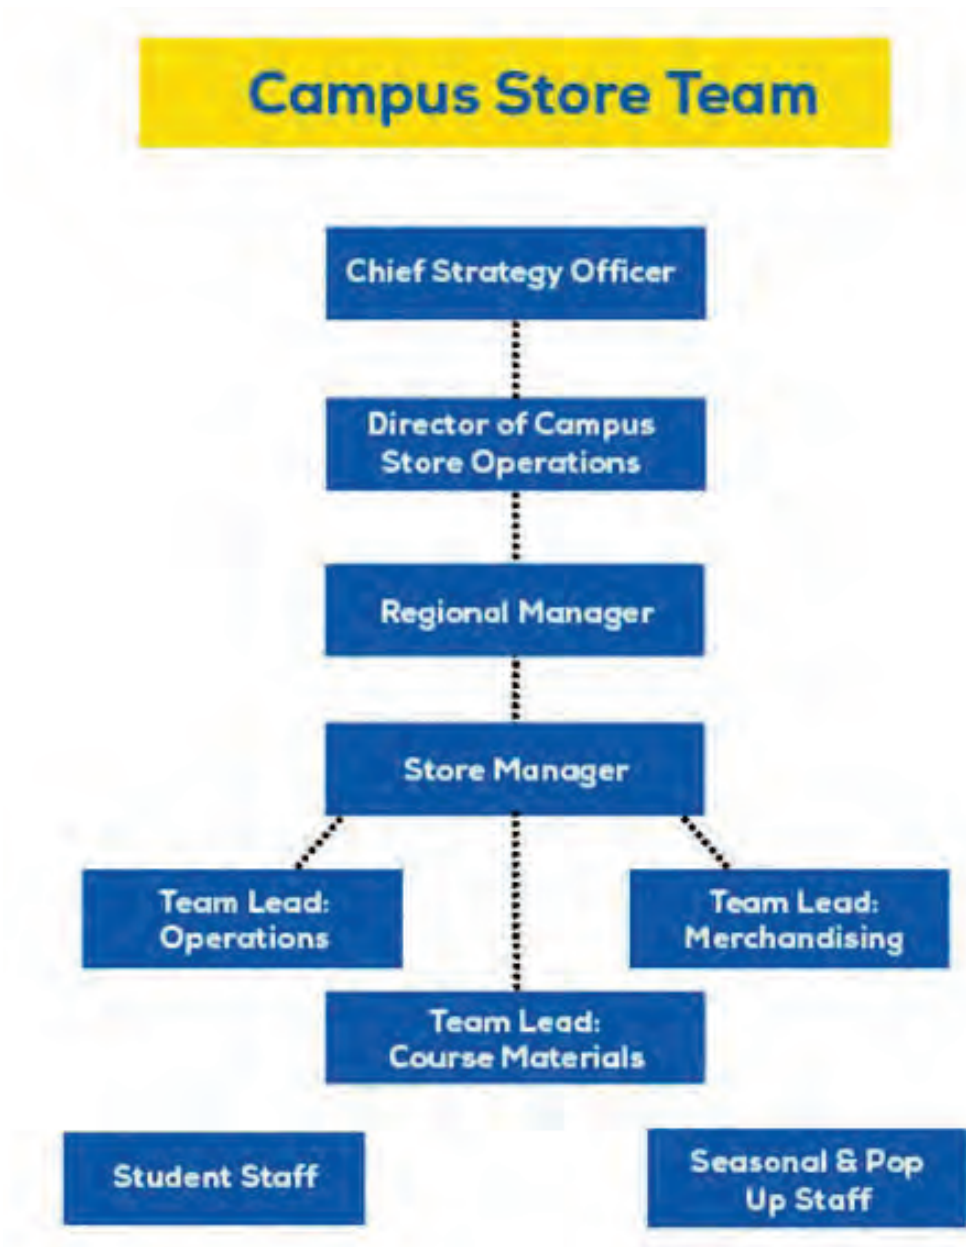 Campus Store Team
Chief Strategy Officer
Director of Campus
Store Operations
Regional Manager
Store Manager
Team Lead:
Operations
Team Lead:
Merchandising
Team Lead:
Course Materials
Student Staff
Seasonal & Pop
Up Staff